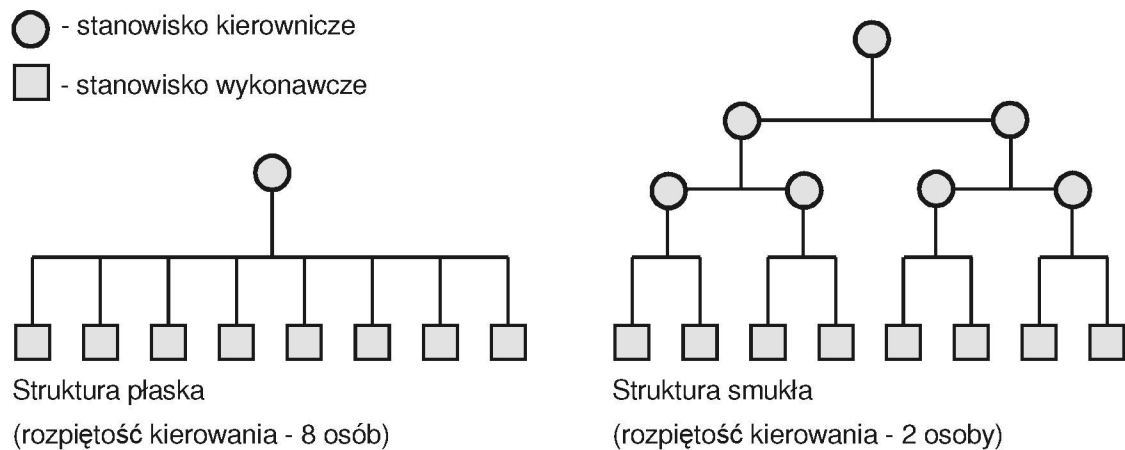 - stanowisko kierownicze
- stanowisko wykonawcze
Struktura płaska
(rozpiętość kierowania - 8 osób)
Struktura smukła
(rozpiętość kierowania - 2 osoby)